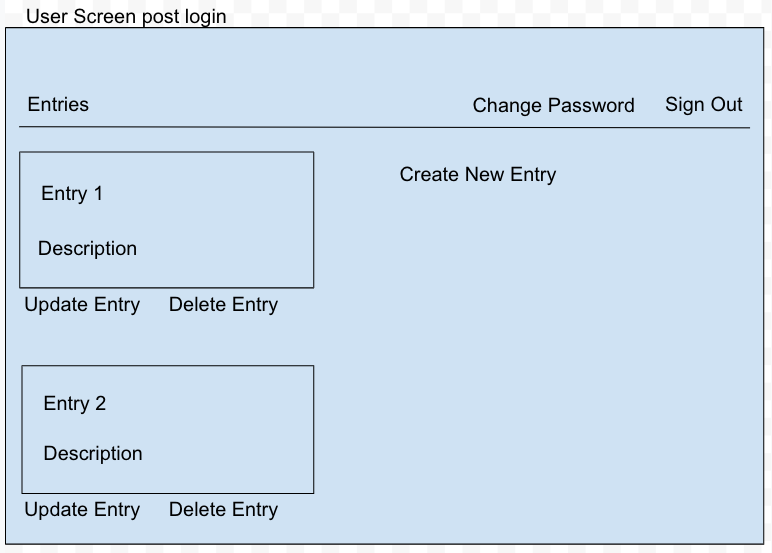 User Screen post login
Entries Change Password Sign Out
Entry 1
Description
Update Entry Delete Entry
Create New Entry
Entry 2
Description
Update Entry Delete Entry